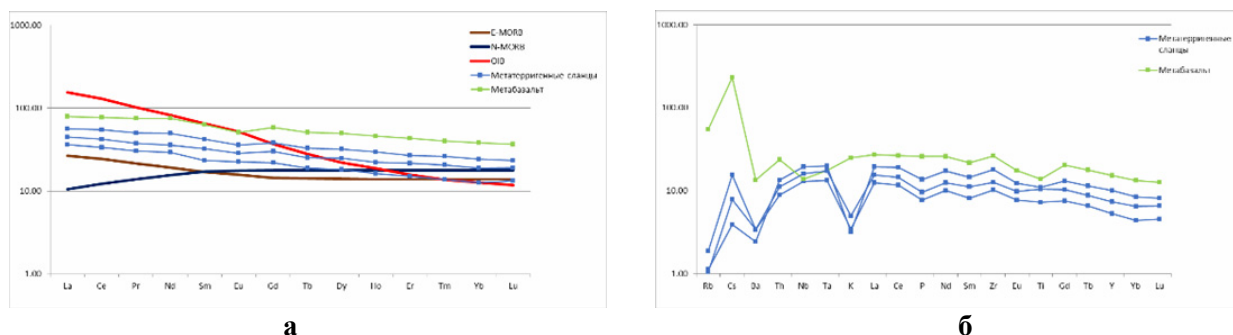 1000.00
E-MORB
N-MORB
OIB
Метатерригенные сланцы
Метабазальт
100.00
10.00
1.00
La Ce Pr Nd Sm Eu Gd Tb Dy Ho Er Tm Yb Lu
а
1000.00
Метатерригенные
сланцы
Метабазальт
100.00
10.00
1.00
Rb Cs Ba Th Nb Ta K La Ce P Nd Sm Zr Eu Ti Gd Tb Y Yb Lu
б